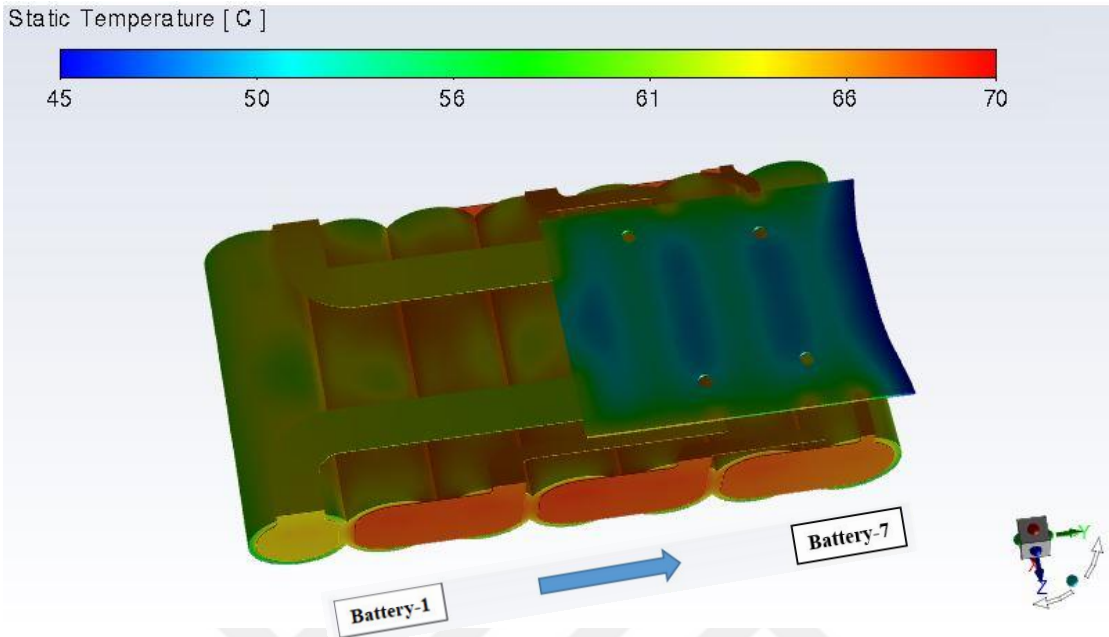 Static Temperature [ C ]
45 50 56 61 66 70
Battery-7
Battery-1
Y
Z